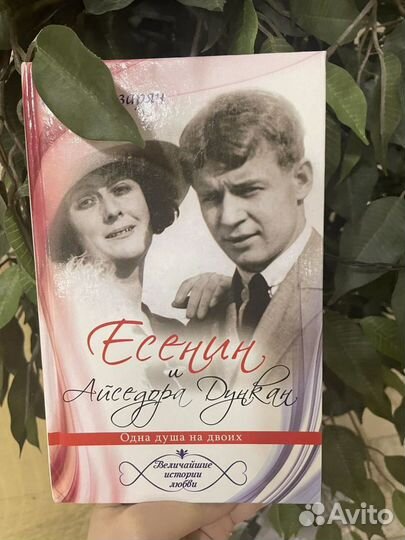 Есенин
и
Айседора Дункан
Одна душа на двоих
Величайшие
истории
любви
Avito